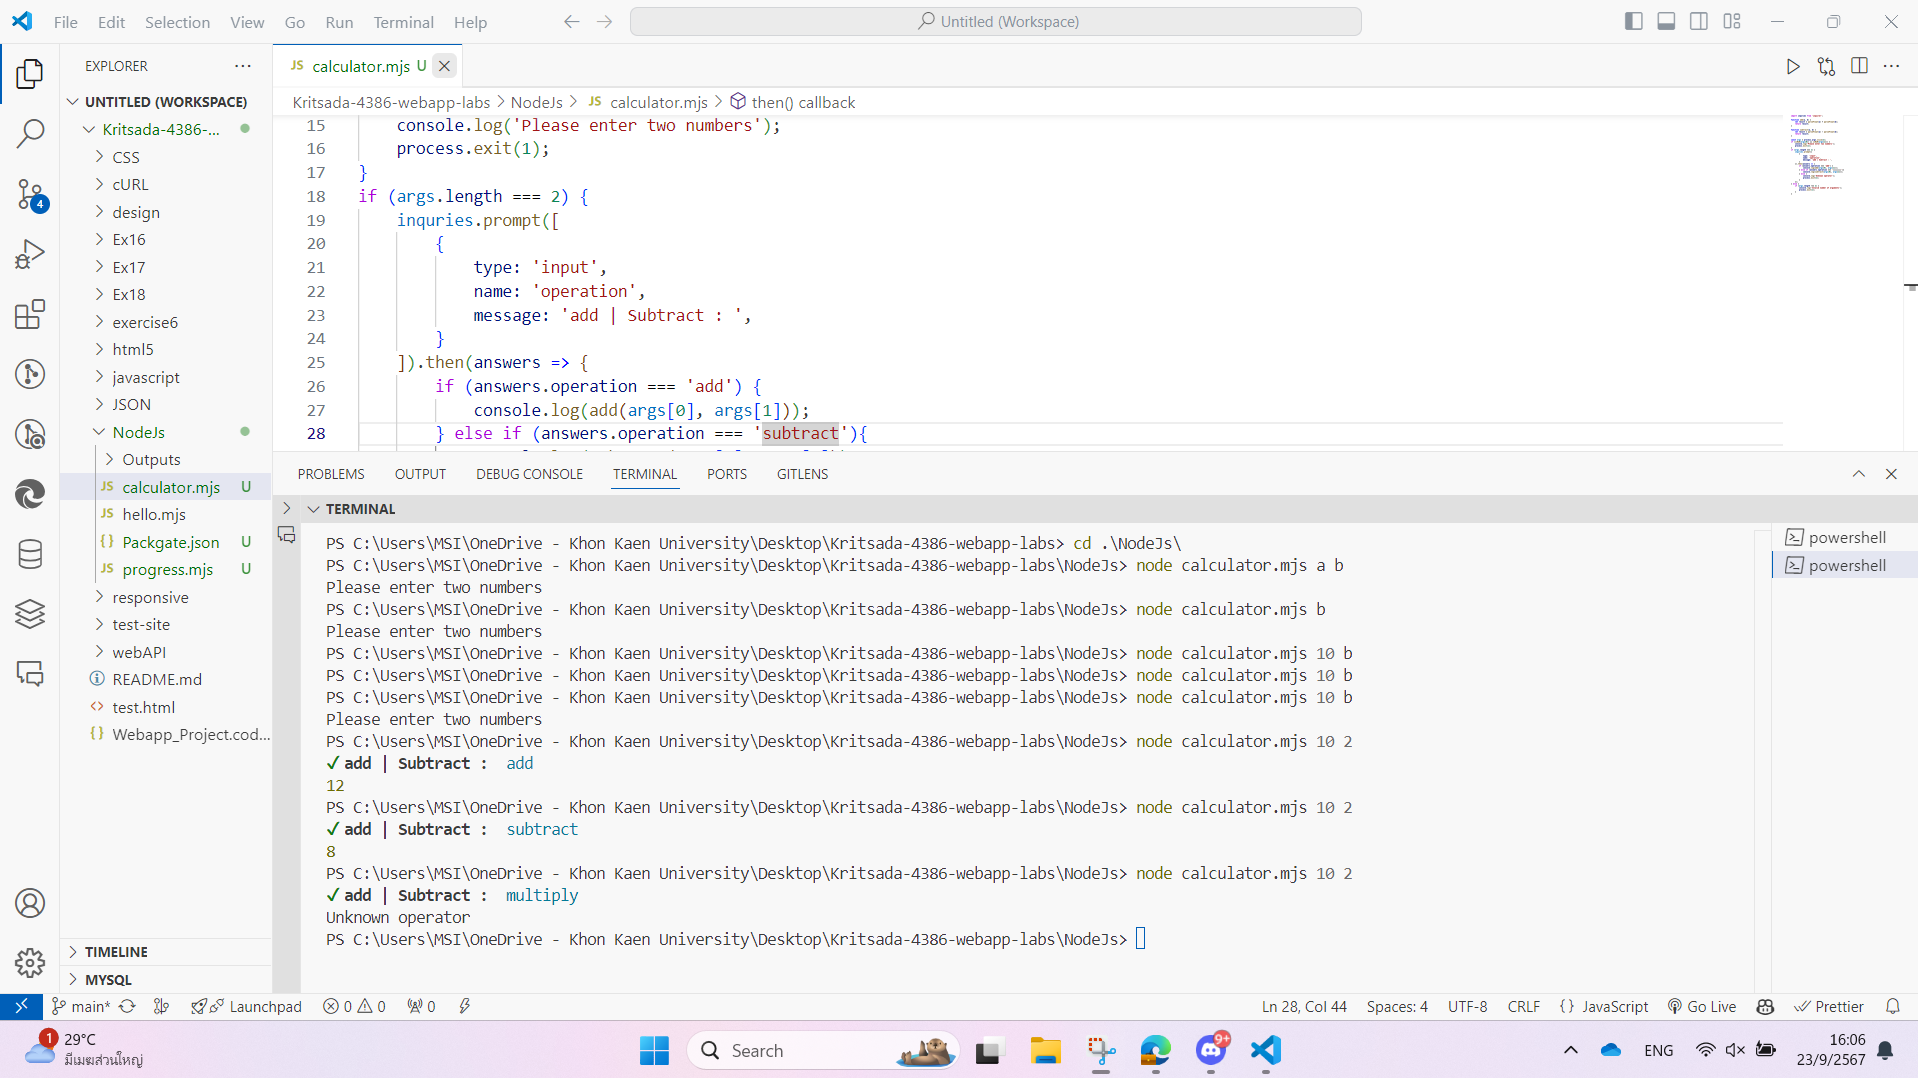 File Edit Selection View Go Run Terminal Help
Untitled (Workspace)
EXPLORER
UNTITLED (WORKSPACE)
Kritsada-4386-...
CSS
cURL
design
Ex16
Ex17
Ex18
exercise6
html5
javascript
JSON
NodeJs
Outputs
JS calculator.mjs U
JS hello.mjs
{} Packgate.json U
JS progress.mjs U
responsive
test-site
webAPI
README.md
<> test.html
{} Webapp_Project.cod...
TIMELINE
MYSQL
4
JS calculator.mjs U
Kritsada-4386-webapp-labs > NodeJs > JS calculator.mjs > then() callback
15 console.log('Please enter two numbers');
16 process.exit(1);
17 }
18 if (args.length === 2) {
19 inquries.prompt([
20 {
21 type: 'input',
22 name: 'operation',
23 message: 'add | Subtract : ',
24 }
25 ]).then(answers => {
26 if (answers.operation === 'add') {
27 console.log(add(args[0], args[1]));
28 } else if (answers.operation === 'subtract'){
PROBLEMS OUTPUT DEBUG CONSOLE TERMINAL PORTS GITLENS
TERMINAL
PS C:\Users\MSI\OneDrive - Khon Kaen University\Desktop\Kritsada-4386-webapp-labs> cd .\NodeJs\
PS C:\Users\MSI\OneDrive - Khon Kaen University\Desktop\Kritsada-4386-webapp-labs\NodeJs> node calculator.mjs a b
Please enter two numbers
PS C:\Users\MSI\OneDrive - Khon Kaen University\Desktop\Kritsada-4386-webapp-labs\NodeJs> node calculator.mjs b
Please enter two numbers
PS C:\Users\MSI\OneDrive - Khon Kaen University\Desktop\Kritsada-4386-webapp-labs\NodeJs> node calculator.mjs 10 b
PS C:\Users\MSI\OneDrive - Khon Kaen University\Desktop\Kritsada-4386-webapp-labs\NodeJs> node calculator.mjs 10 b
PS C:\Users\MSI\OneDrive - Khon Kaen University\Desktop\Kritsada-4386-webapp-labs\NodeJs> node calculator.mjs 10 b
Please enter two numbers
PS C:\Users\MSI\OneDrive - Khon Kaen University\Desktop\Kritsada-4386-webapp-labs\NodeJs> node calculator.mjs 10 2
✓ add | Subtract : add
12
PS C:\Users\MSI\OneDrive - Khon Kaen University\Desktop\Kritsada-4386-webapp-labs\NodeJs> node calculator.mjs 10 2
✓ add | Subtract : subtract
8
PS C:\Users\MSI\OneDrive - Khon Kaen University\Desktop\Kritsada-4386-webapp-labs\NodeJs> node calculator.mjs 10 2
✓ add | Subtract : multiply
Unknown operator
PS C:\Users\MSI\OneDrive - Khon Kaen University\Desktop\Kritsada-4386-webapp-labs\NodeJs>
powershell
powershell
main* Launchpad 0 0 0
Ln 28, Col 44 Spaces: 4 UTF-8 CRLF {} JavaScript Go Live Prettier
1 29°C
มีเมฆส่วนใหญ่
Search
9+
ENG
16:06
23/9/2567